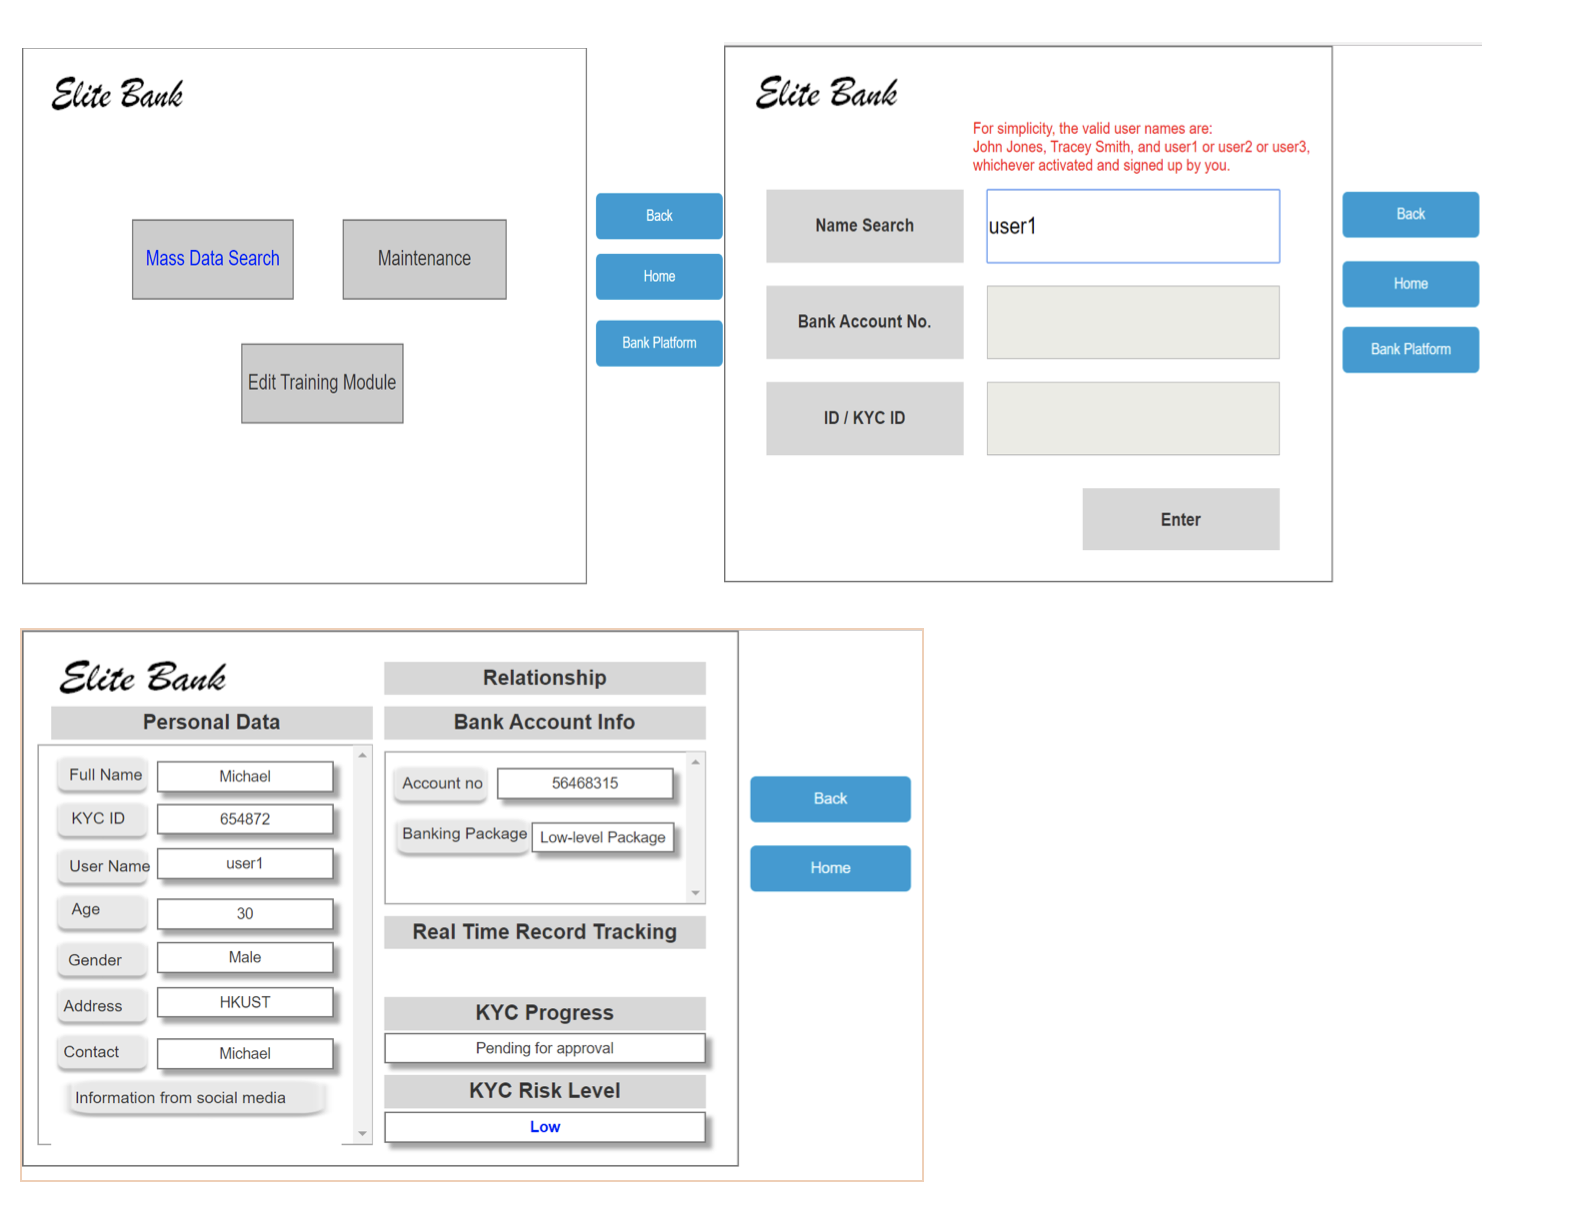 Elite Bank
Mass Data Search
Maintenance
Edit Training Module
Back
Home
Bank Platform
Elite Bank
For simplicity, the valid user names are:
John Jones, Tracey Smith, and user1 or user2 or user3,
whichever activated and signed up by you.
Name Search
user1
Bank Account No.
ID / KYC ID
Enter
Back
Home
Bank Platform
Elite Bank
Personal Data
Full Name Michael
KYC ID 654872
User Name user1
Age 30
Gender Male
Address HKUST
Contact Michael
Information from social media
Relationship
Bank Account Info
Account no 56468315
Banking Package Low-level Package
Real Time Record Tracking
KYC Progress
Pending for approval
KYC Risk Level
Low
Back
Home